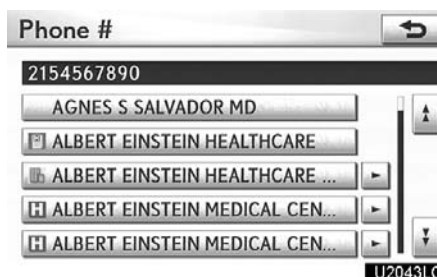 Phone #
2154567890
AGNES S SALVADOR MD
ALBERT EINSTEIN HEALTHCARE
ALBERT EINSTEIN HEALTHCARE ...
H ALBERT EINSTEIN MEDICAL CEN...
H ALBERT EINSTEIN MEDICAL CEN...